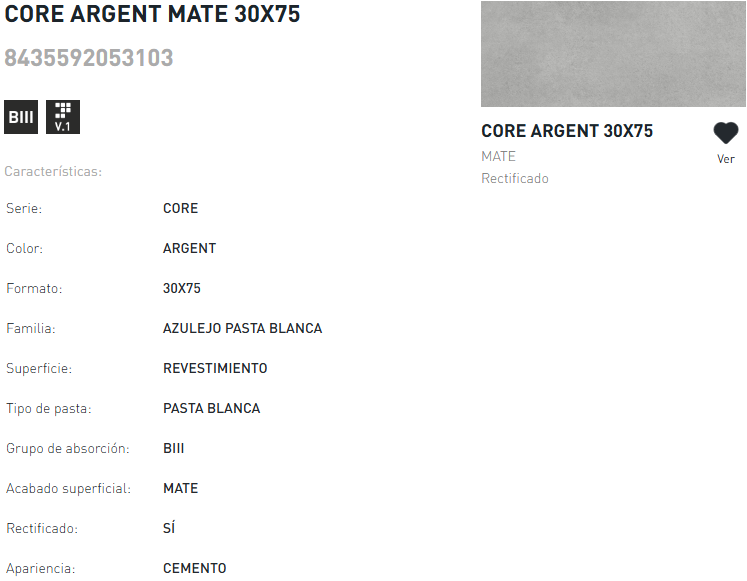 CORE ARGENT MATE 30X75
8435592053103
BIII
V.1
Características:
Serie: CORE
Color: ARGENT
Formato: 30X75
Familia: AZULEJO PASTA BLANCA
Superficie: REVESTIMIENTO
Tipo de pasta: PASTA BLANCA
Grupo de absorción: BIII
Acabado superficial: MATE
Rectificado: SÍ
Apariencia: CEMENTO
CORE ARGENT 30X75
MATE
Rectificado
Ver